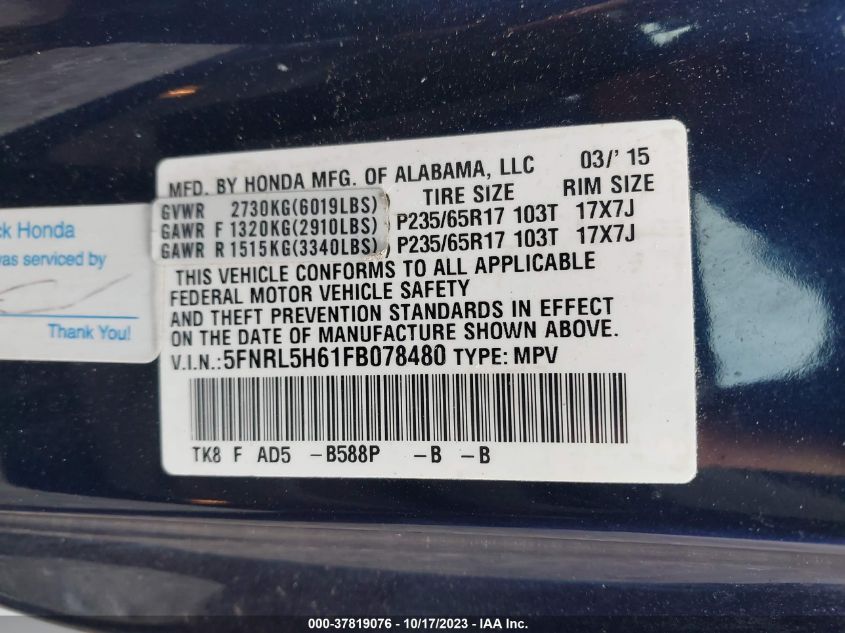 MFD. BY HONDA MFG. OF ALABAMA, LLC 03/' 15
TIRE SIZE RIM SIZE
GVWR 2730KG(6019LBS)
GAWR F 1320KG(2910LBS) P235/65R17 103T 17X7J
GAWR R 1515KG(3340LBS) P235/65R17 103T 17X7J
THIS VEHICLE CONFORMS TO ALL APPLICABLE
FEDERAL MOTOR VEHICLE SAFETY
AND THEFT PREVENTION STANDARDS IN EFFECT
ON THE DATE OF MANUFACTURE SHOWN ABOVE.
V.I.N.:5FNRL5H61FB078480 TYPE: MPV
TK8 F AD5 -B588P -B -B
Honda
was serviced by
Thank You!
000-37819076 - 10/17/2023 - IAA Inc.